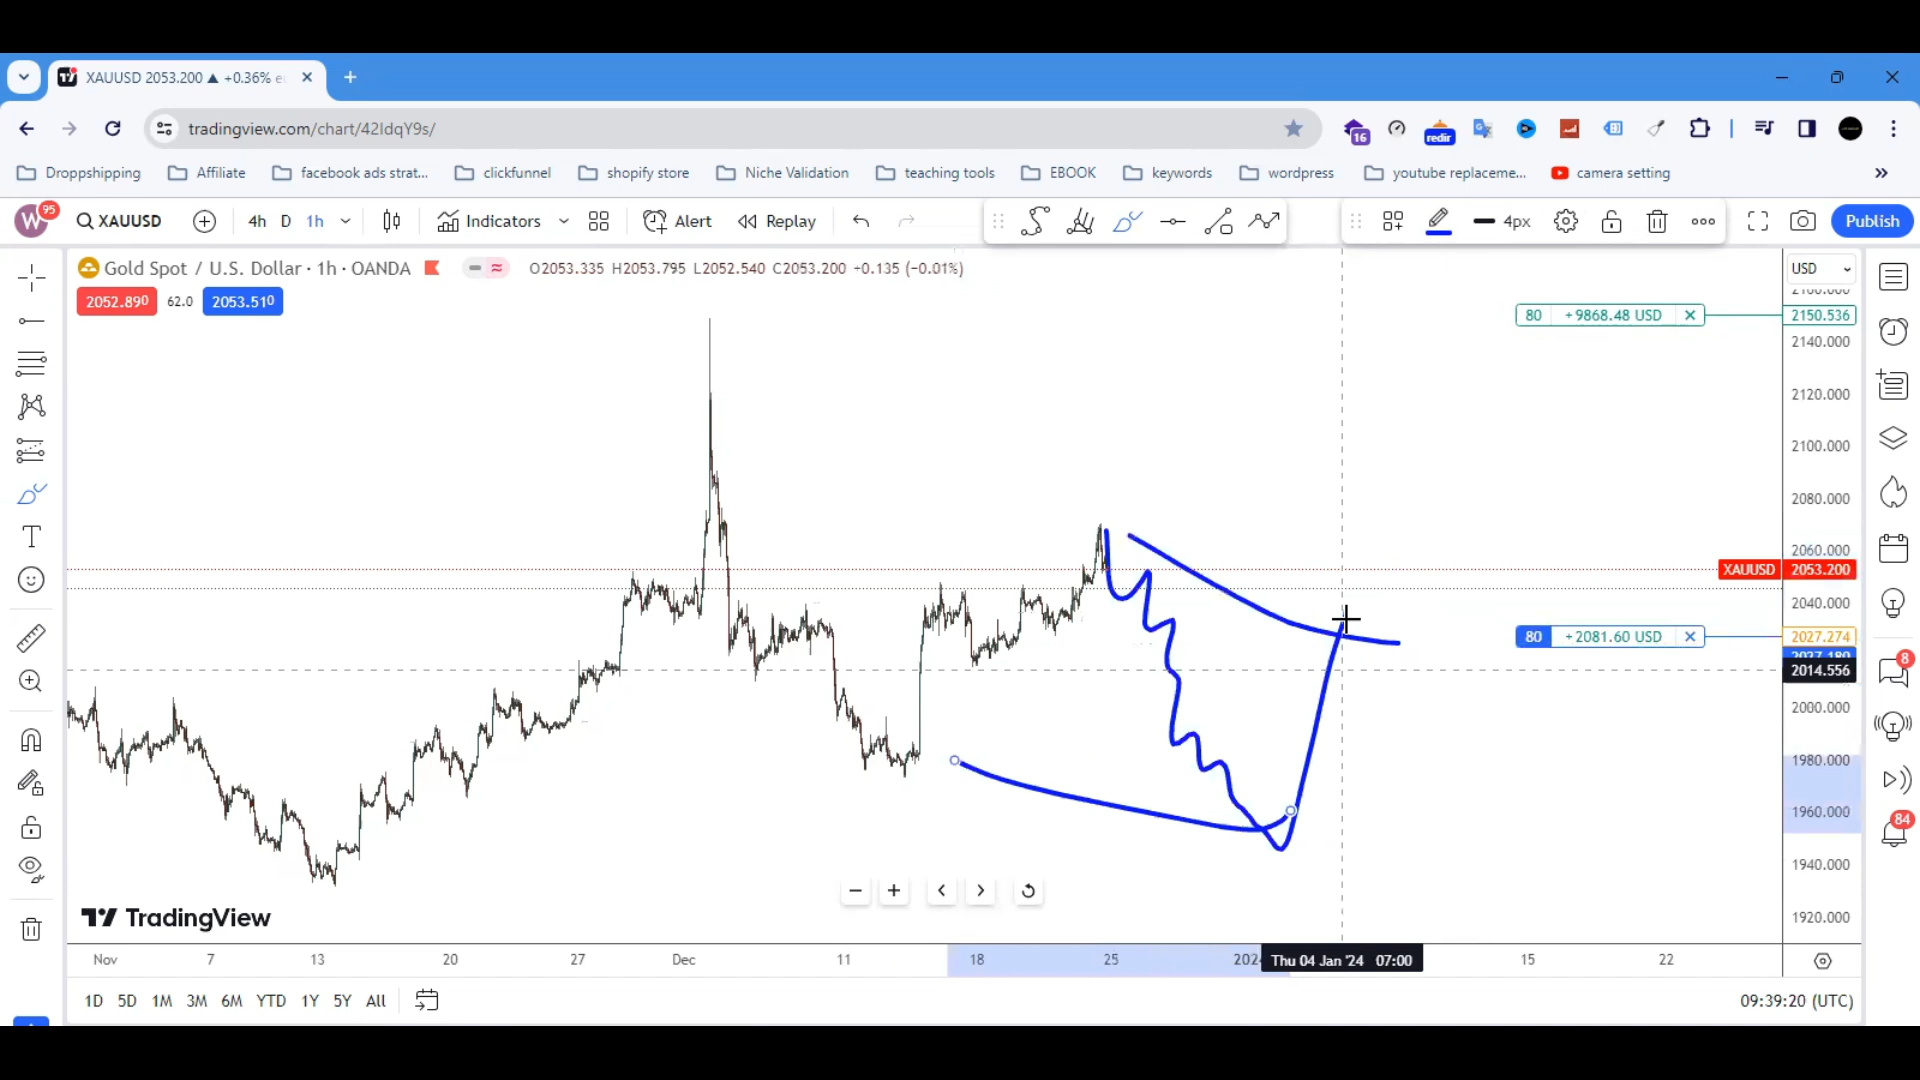 XAUUSD 2053.200 ▲ +0.36%
tradingview.com/chart/42IdqY9s/
16
redir
Droppshipping
Affiliate
facebook ads strat...
clickfunnel
shopify store
Niche Validation
teaching tools
EBOOK
keywords
wordpress
youtube replaceme...
camera setting
W
95
XAUUSD
4h
D
1h
Indicators
Alert
Replay
4px
Publish
Gold Spot / U.S. Dollar · 1h · OANDA
O2053.335 H2053.795 L2052.540 C2053.200 +0.135 (−0.01%)
USD
2052.890
62.0
2053.510
80 +9868.48 USD
2150.536
2140.000
2120.000
2100.000
2080.000
2060.000
XAUUSD 2053.200
2040.000
80 +2081.60 USD
2027.274
2014.556
2000.000
1980.000
1960.000
1940.000
1920.000
8
84
TradingView
Nov
7
13
20
27
Dec
11
18
25
Thu 04 Jan '24 07:00
15
22
1D
5D
1M
3M
6M
YTD
1Y
5Y
All
09:39:20 (UTC)